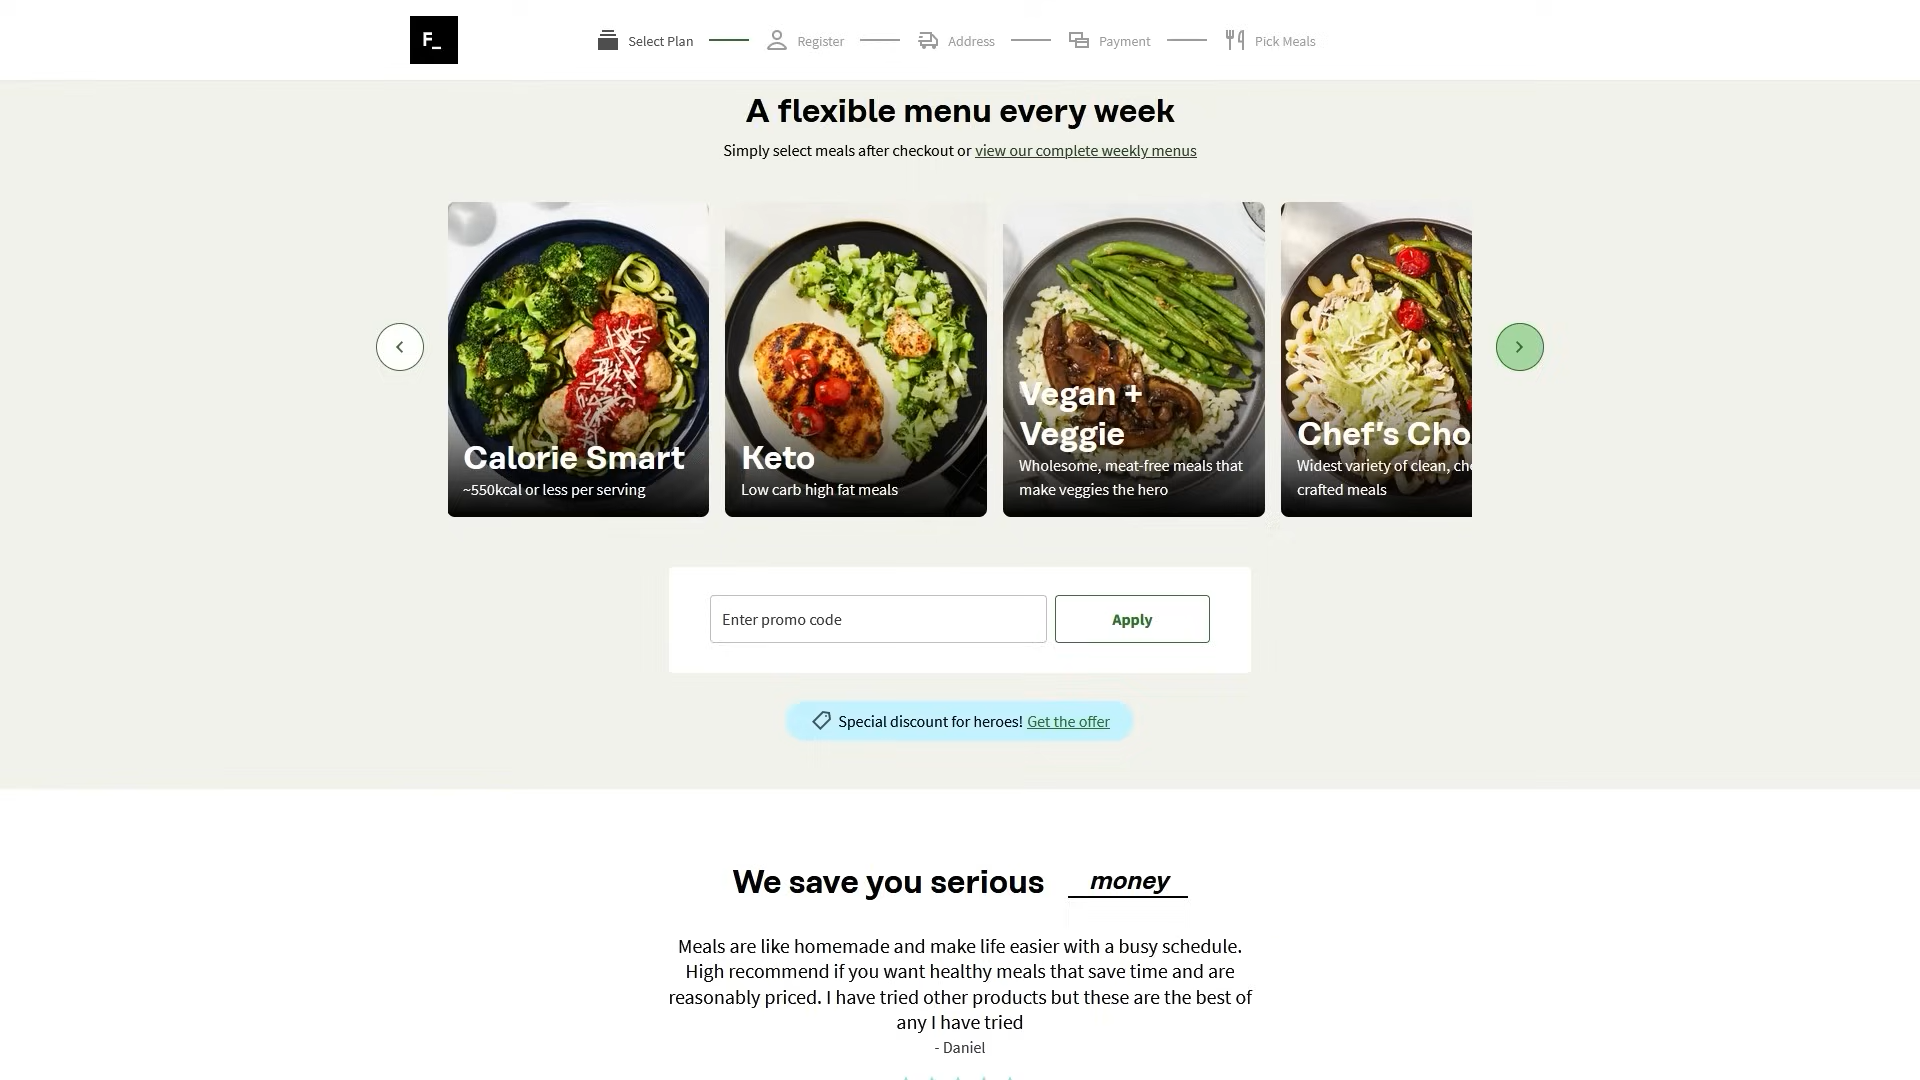 F_
Select Plan
Register
Address
Payment
Pick Meals
A flexible menu every week
Simply select meals after checkout or view our complete weekly menus
Calorie Smart
~550kcal or less per serving
Keto
Low carb high fat meals
Vegan +
Veggie
Wholesome, meat-free meals that
make veggies the hero
Chef's Cho
Widest variety of clean, che
crafted meals
Enter promo code
Apply
Special discount for heroes! Get the offer
We save you serious money
Meals are like homemade and make life easier with a busy schedule.
High recommend if you want healthy meals that save time and are
reasonably priced. I have tried other products but these are the best of
any I have tried
- Daniel